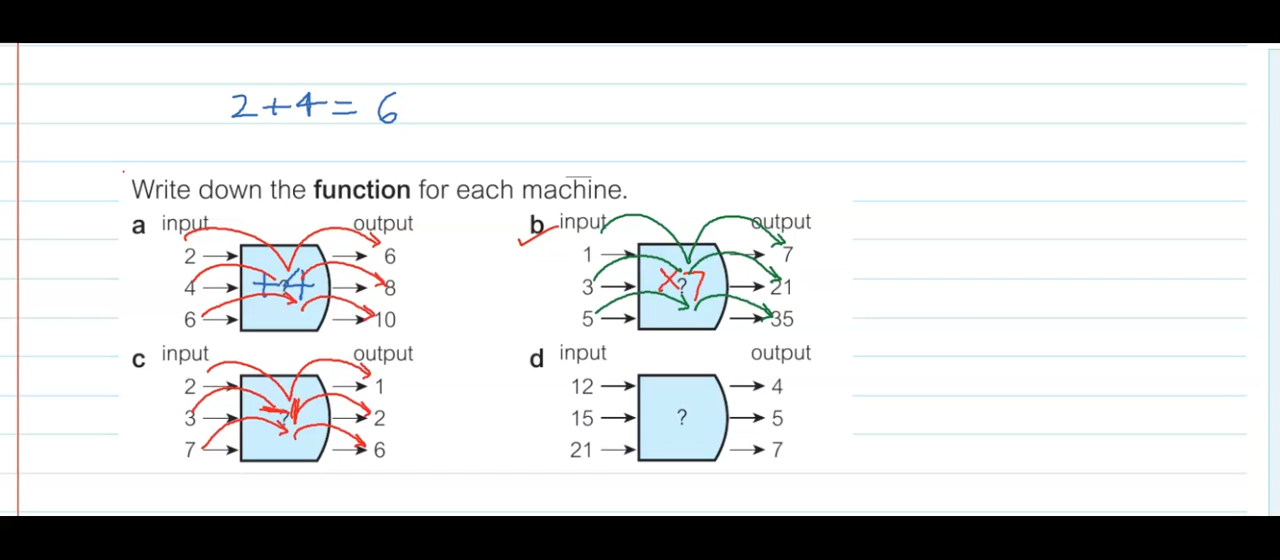 2+4= 6
Write down the function for each machine.
a input output b input output
2 +4 6 1 7
4 ? 8 3 x7 ? 21
6 10 5 35
c input output d input output
2 1 12 4
3 -1 ? 2 15 ? 5
7 6 21 7